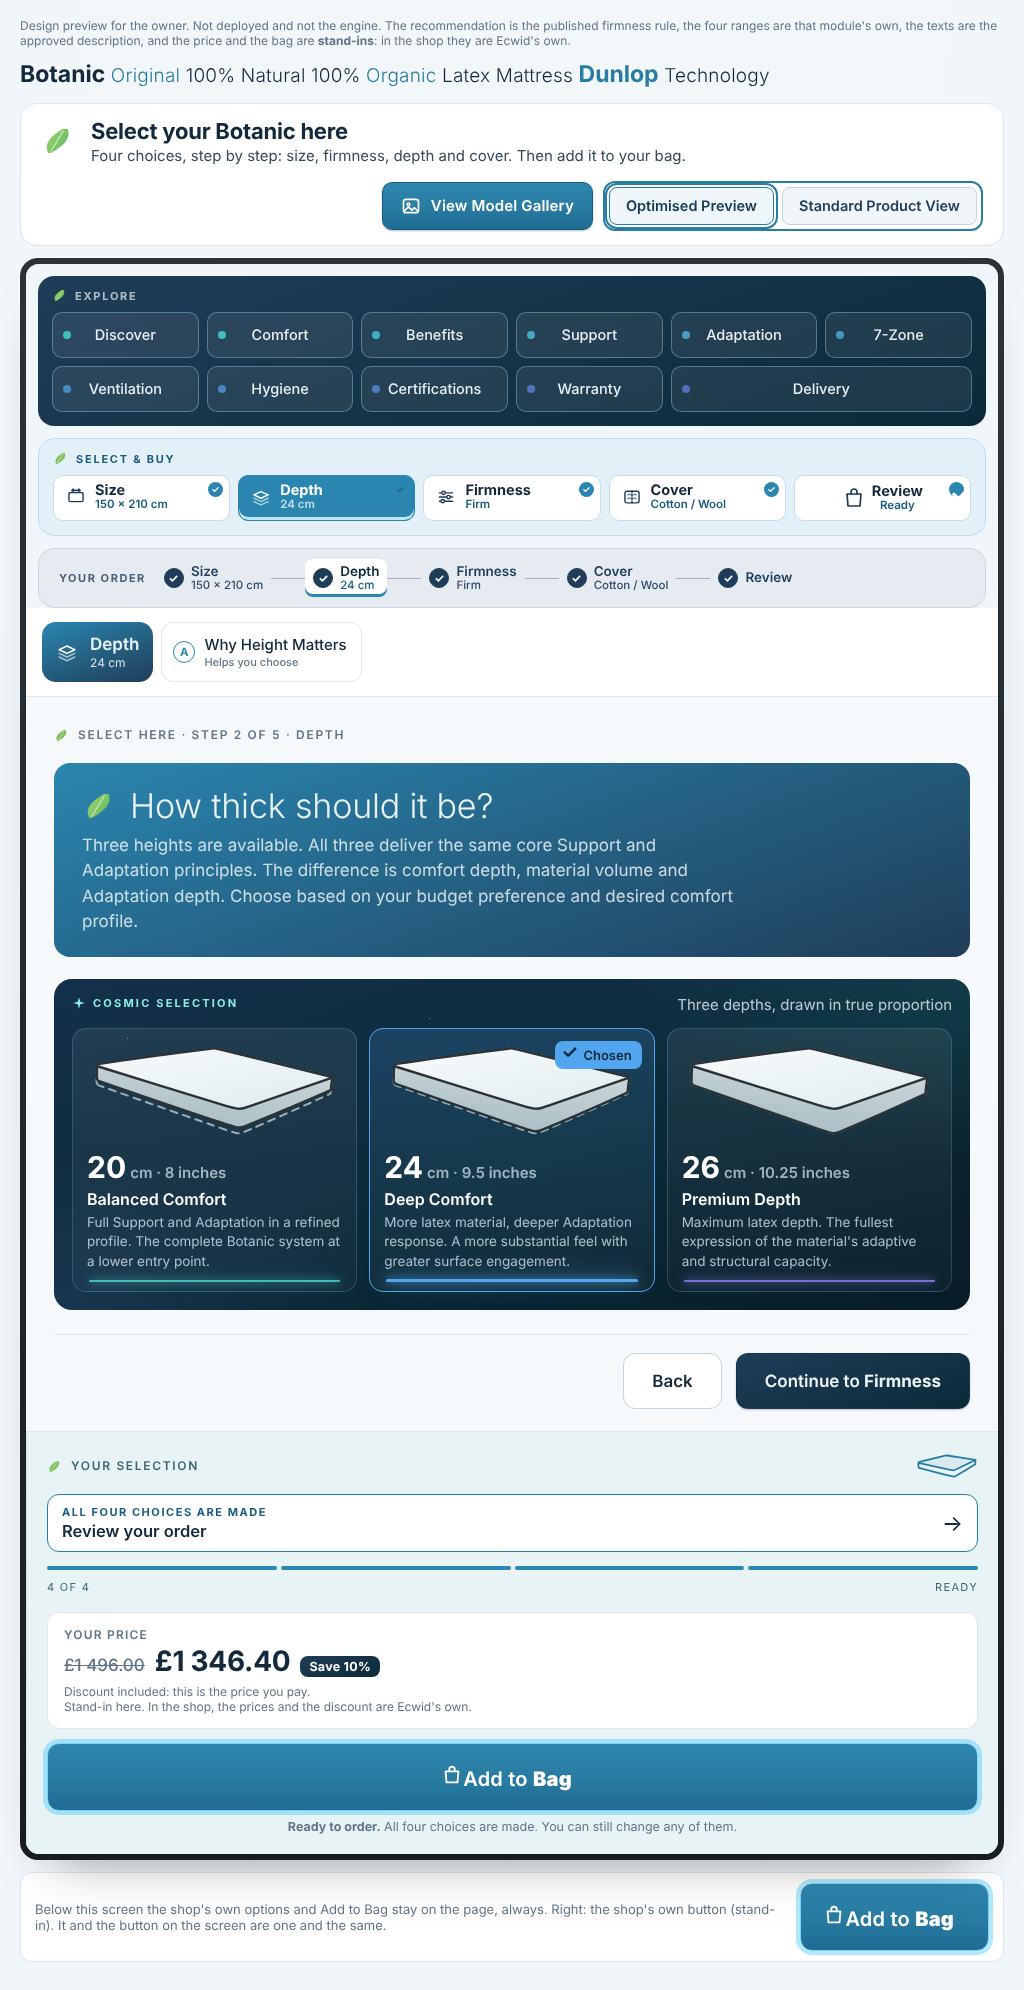 Design preview for the owner. Not deployed and not the engine. The recommendation is the published firmness rule, the four ranges are that module's own, the texts are the
approved description, and the price and the bag are stand-ins: in the shop they are Ecwid's own.
Botanic Original 100% Natural 100% Organic Latex Mattress Dunlop Technology
Select your Botanic here
Four choices, step by step: size, firmness, depth and cover. Then add it to your bag.
View Model Gallery
Optimised Preview
Standard Product View
EXPLORE
Discover
Comfort
Benefits
Support
Adaptation
7-Zone
Ventilation
Hygiene
Certifications
Warranty
Delivery
SELECT & BUY
Size
150 × 210 cm
Depth
24 cm
Firmness
Firm
Cover
Cotton / Wool
Review
Ready
YOUR ORDER
Size
150 × 210 cm
Depth
24 cm
Firmness
Firm
Cover
Cotton / Wool
Review
Depth
24 cm
A
Why Height Matters
Helps you choose
SELECT HERE · STEP 2 OF 5 · DEPTH
How thick should it be?
Three heights are available. All three deliver the same core Support and
Adaptation principles. The difference is comfort depth, material volume and
Adaptation depth. Choose based on your budget preference and desired comfort
profile.
COSMIC SELECTION
Three depths, drawn in true proportion
20 cm · 8 inches
Balanced Comfort
Full Support and Adaptation in a refined
profile. The complete Botanic system at
a lower entry point.
Chosen
24 cm · 9.5 inches
Deep Comfort
More latex material, deeper Adaptation
response. A more substantial feel with
greater surface engagement.
26 cm · 10.25 inches
Premium Depth
Maximum latex depth. The fullest
expression of the material's adaptive
and structural capacity.
Back
Continue to Firmness
YOUR SELECTION
ALL FOUR CHOICES ARE MADE
Review your order
4 OF 4
READY
YOUR PRICE
£1 496.00 £1 346.40 Save 10%
Discount included: this is the price you pay.
Stand-in here. In the shop, the prices and the discount are Ecwid's own.
Add to Bag
Ready to order. All four choices are made. You can still change any of them.
Below this screen the shop's own options and Add to Bag stay on the page, always. Right: the shop's own button (stand-
in). It and the button on the screen are one and the same.
Add to Bag